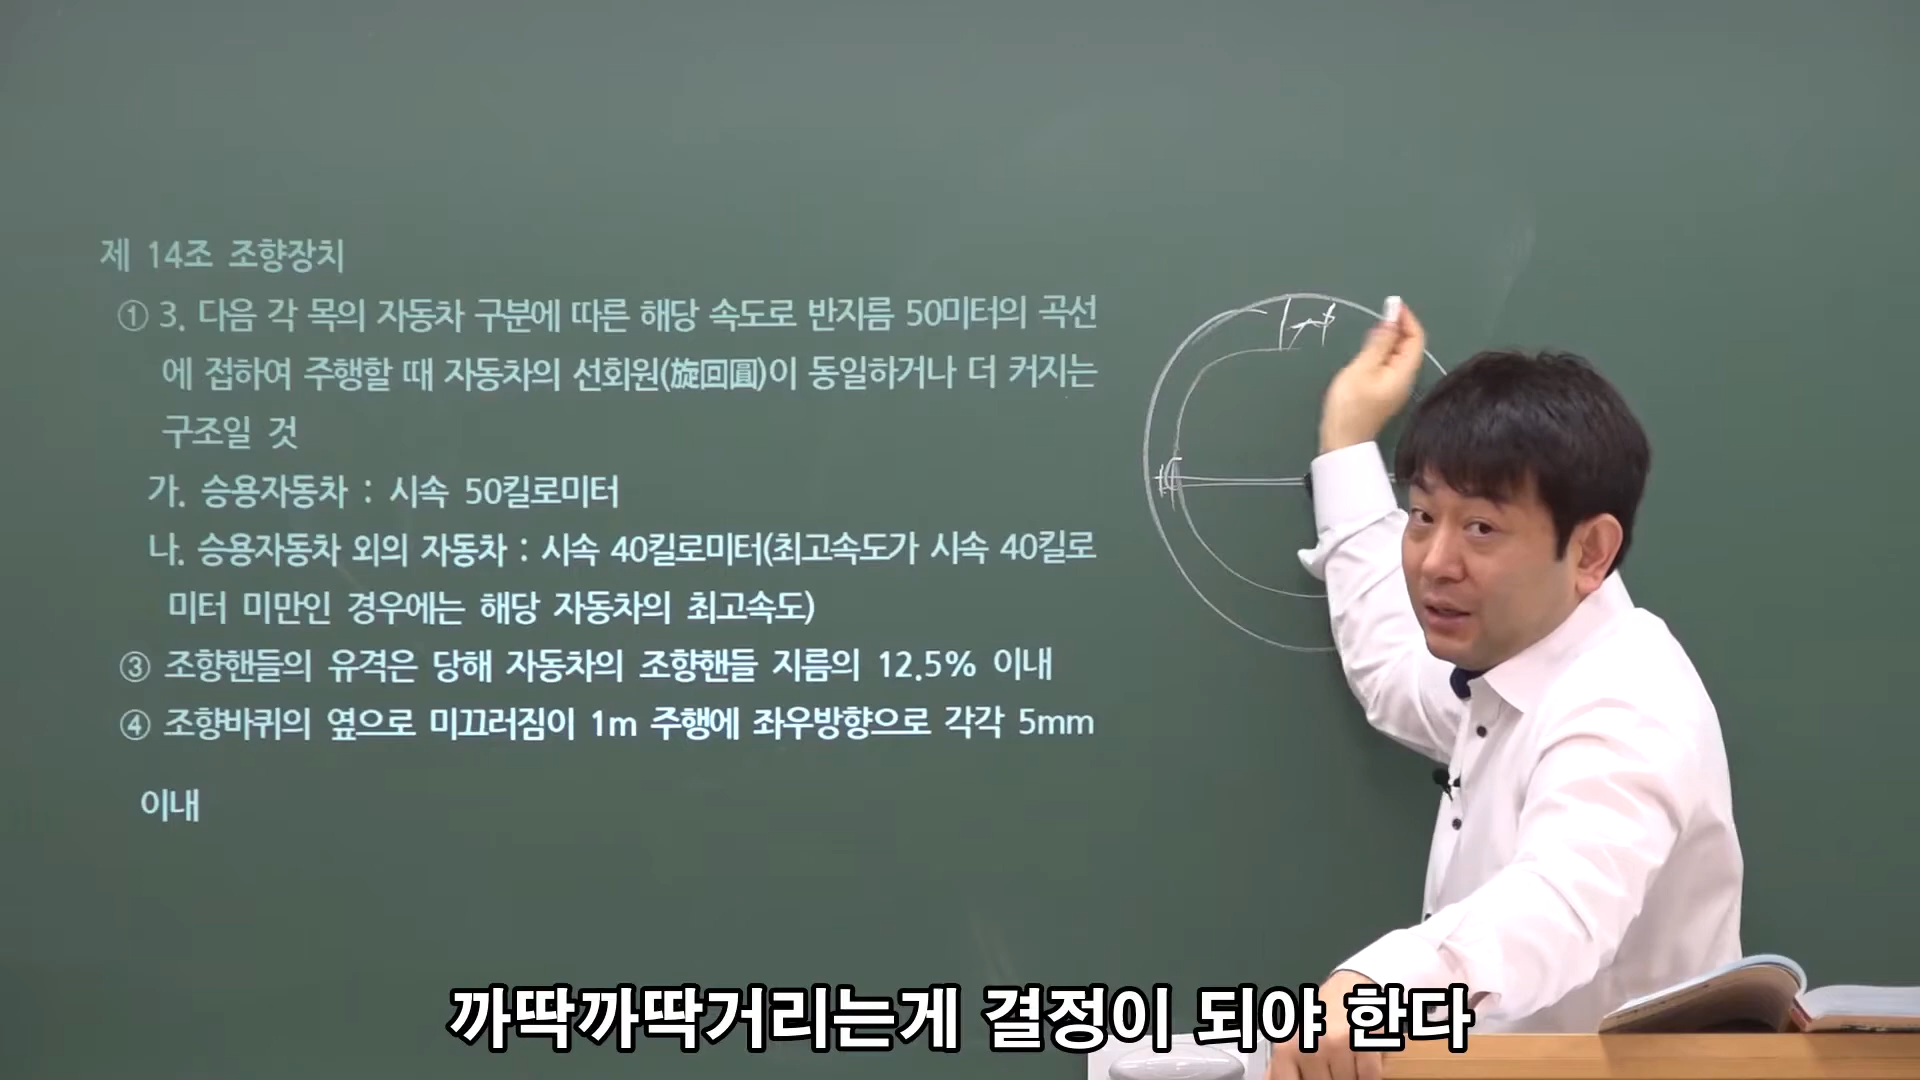 제 14조 조향장치
① 3. 다음 각 목의 자동차 구분에 따른 해당 속도로 반지름 50미터의 곡선
에 접하여 주행할 때 자동차의 선회원(旋回圓)이 동일하거나 더 커지는
구조일 것
가. 승용자동차 : 시속 50킬로미터
나. 승용자동차 외의 자동차 : 시속 40킬로미터(최고속도가 시속 40킬로
미터 미만인 경우에는 해당 자동차의 최고속도)
③ 조향핸들의 유격은 당해 자동차의 조향핸들 지름의 12.5% 이내
④ 조향바퀴의 옆으로 미끄러짐이 1m 주행에 좌우방향으로 각각 5mm
이내
까딱까딱거리는게 결정이 되야 한다